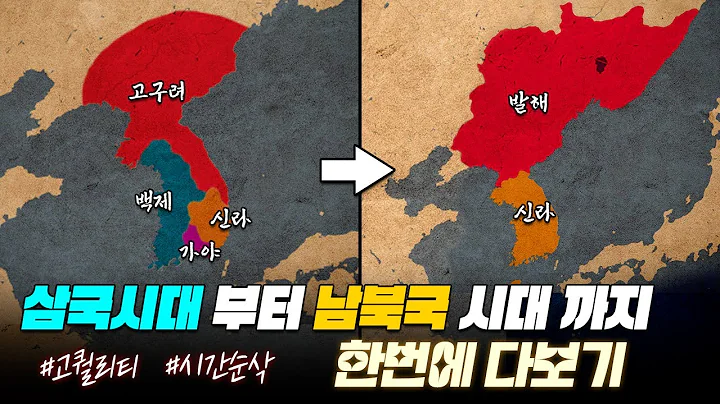 고구려
백제
신라
가야
발해
신라
삼국시대 부터 남북국 시대 까지
#고퀄리티 #시간순삭 한번에 다보기